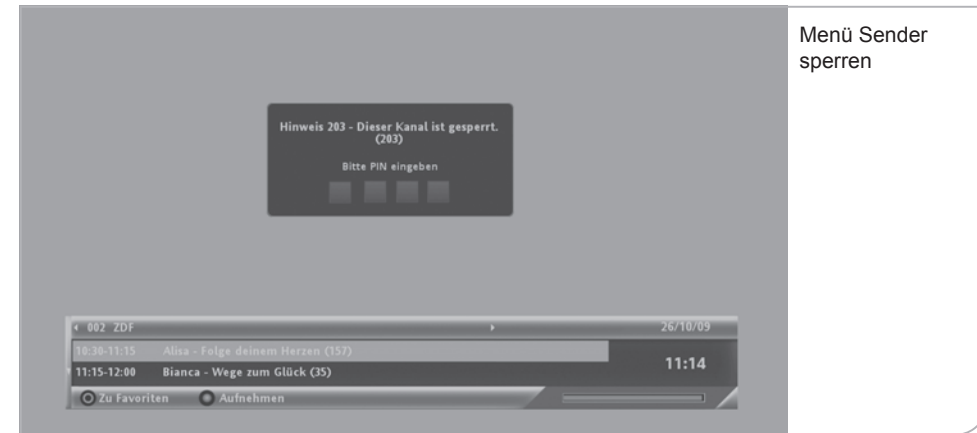 Menü Sender
sperren
Hinweis 203 - Dieser Kanal ist gesperrt.
(203)
Bitte PIN eingeben
002 ZDF 26/10/09
10:30-11:15 Alisa - Folge deinem Herzen (157)
11:14
11:15-12:00 Bianca - Wege zum Glück (35)
Zu Favoriten Aufnehmen